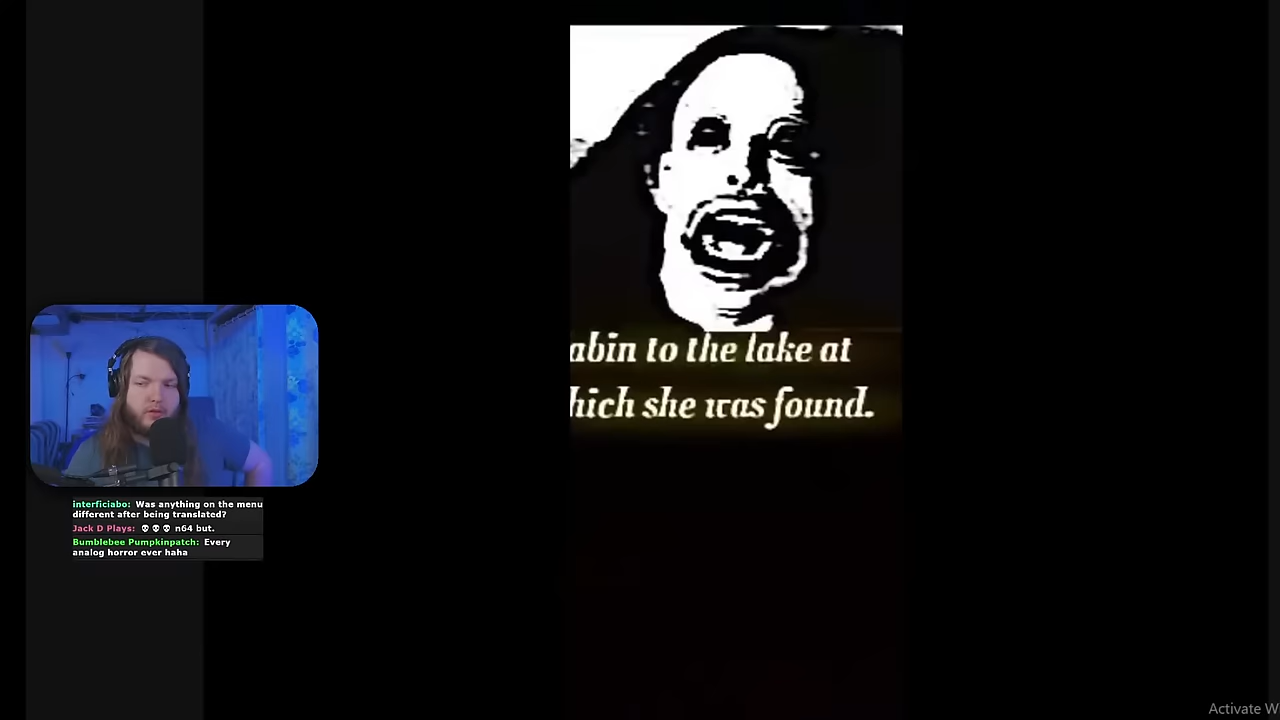 abin to the lake at
hich she was found.
interficiabo: Was anything on the menu
different after being translated?
Jack D Plays: 💀💀💀 n64 but.
Bumblebee Pumpkinpatch: Every
analog horror ever haha
Activate W